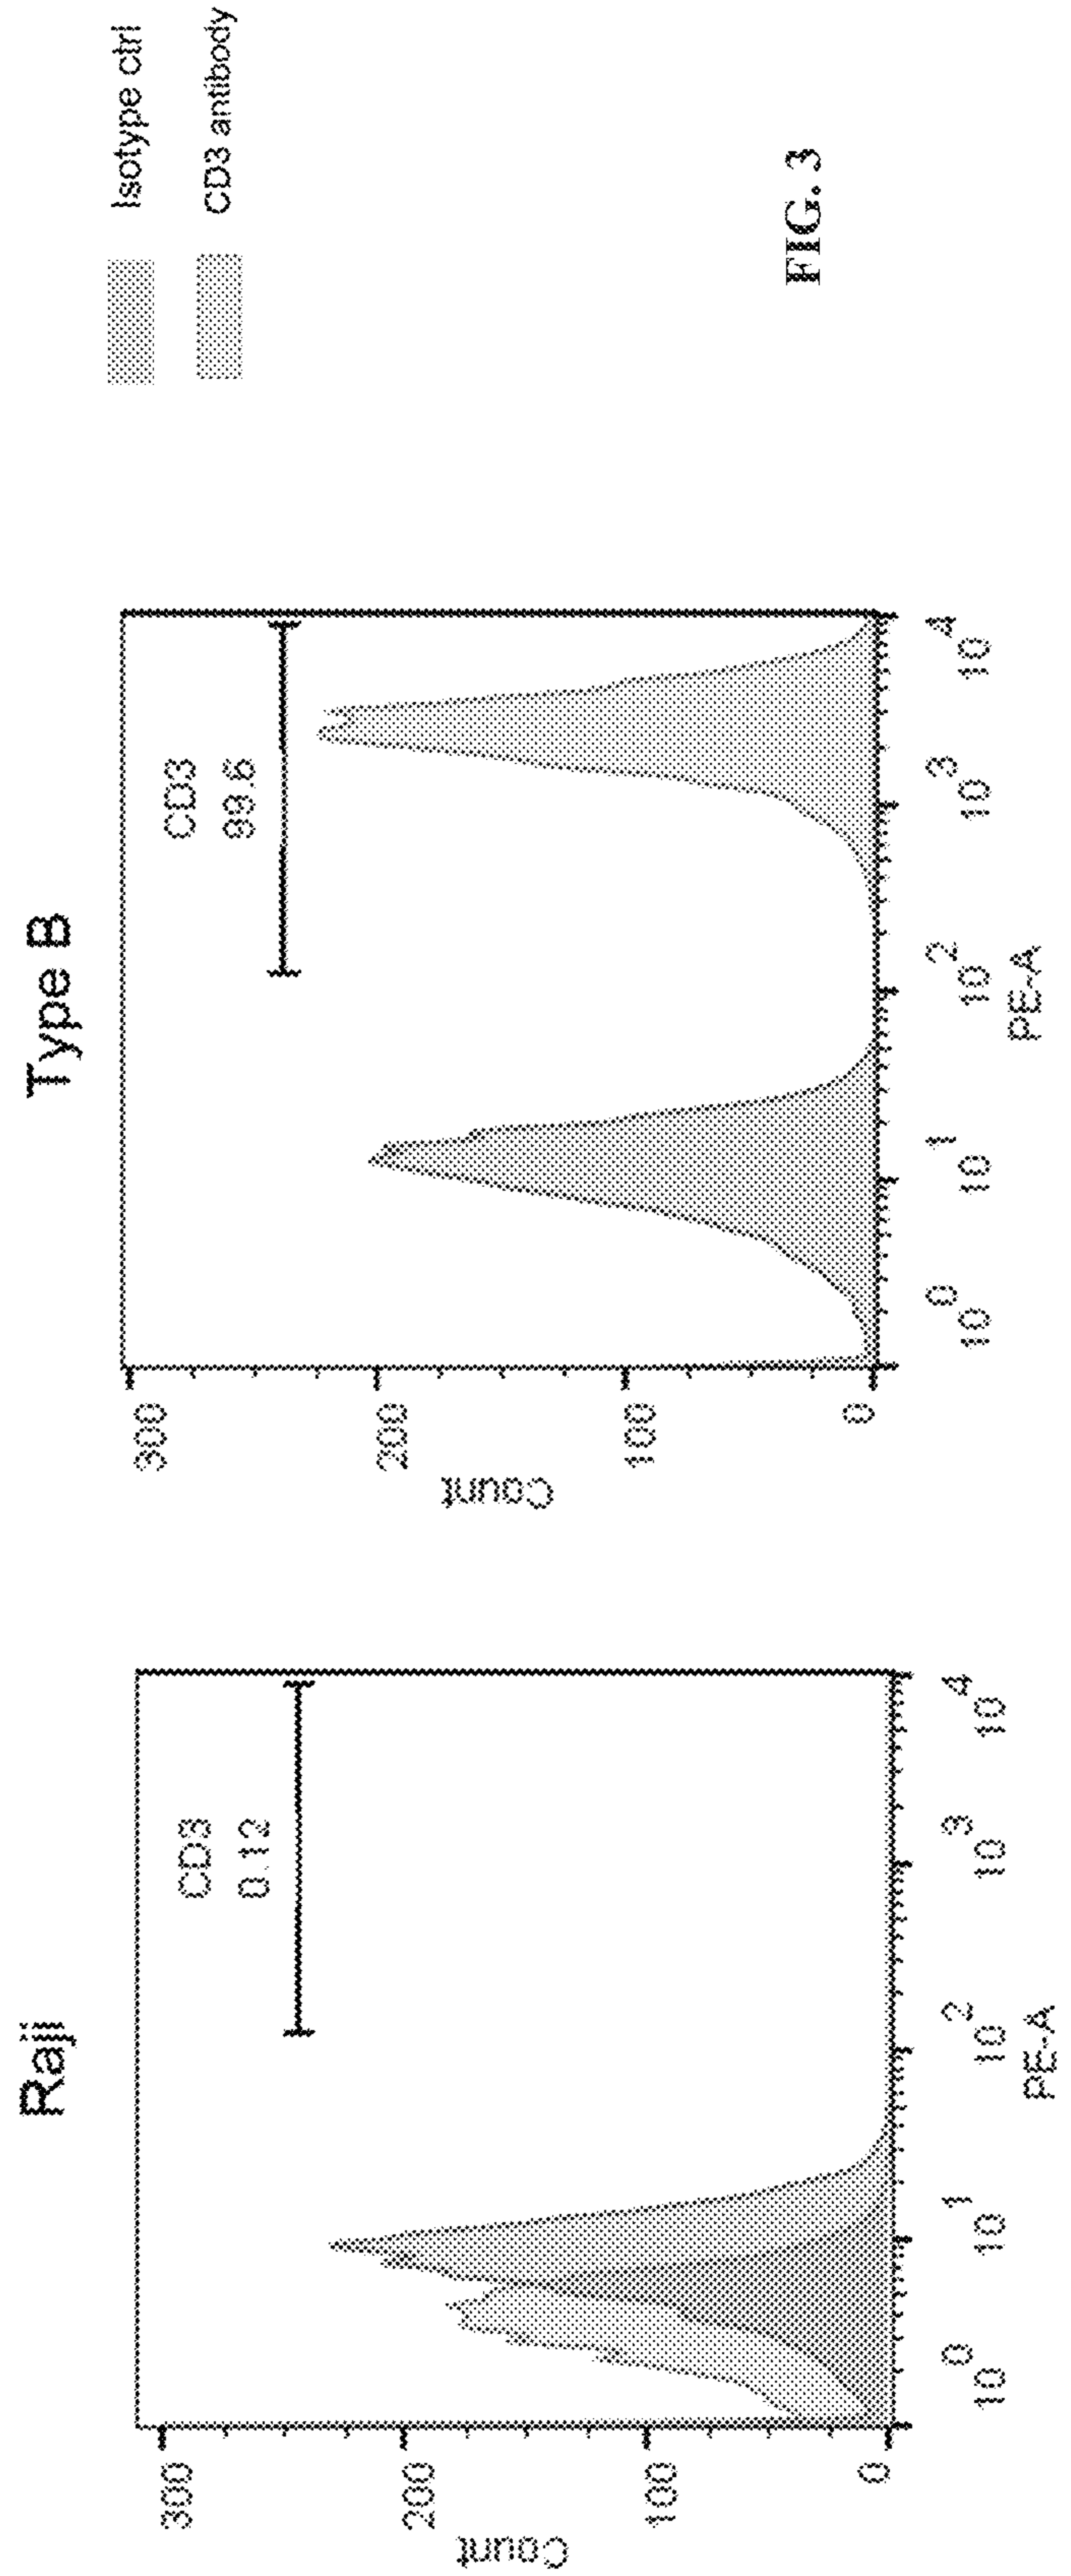 Raji
CD3
0.12
300
200
100
0
Count
10^0
10^1
10^2
10^3
10^4
PE-A
Type B
CD3
99.6
300
200
100
0
Count
10^0
10^1
10^2
10^3
10^4
PE-A
Isotype ctrl
CD3 antibody
FIG. 3